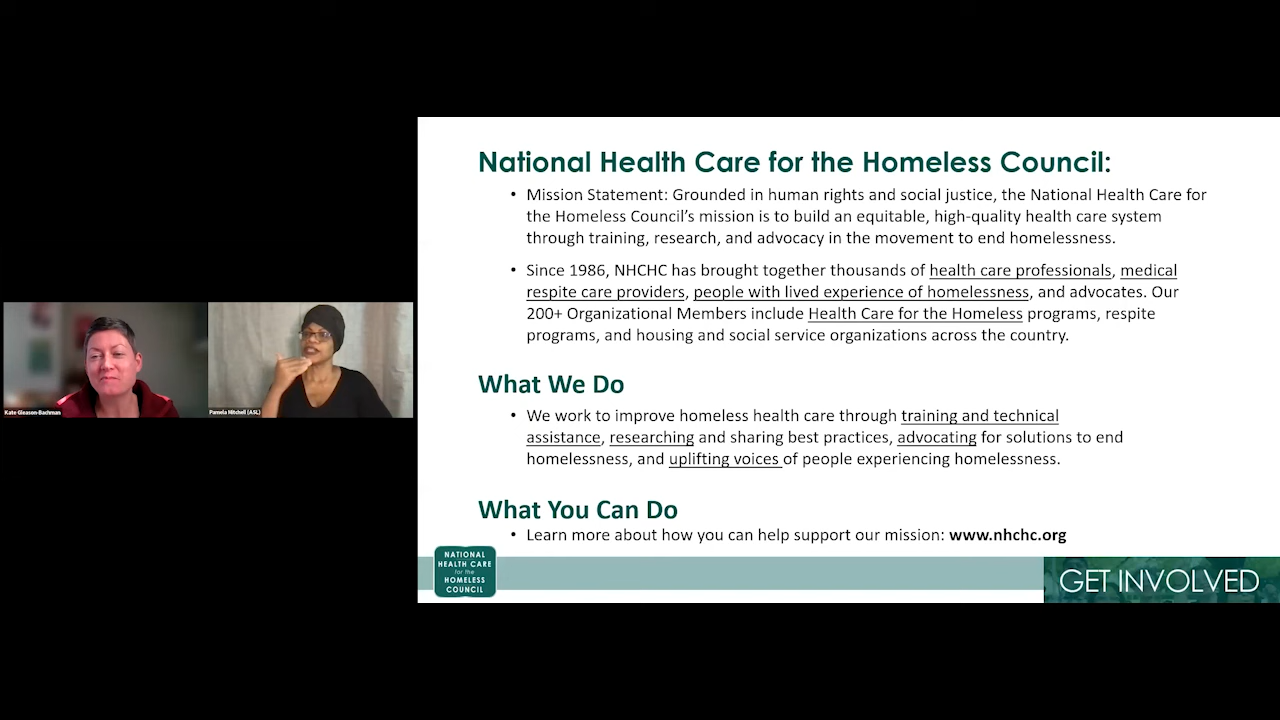 National Health Care for the Homeless Council:
• Mission Statement: Grounded in human rights and social justice, the National Health Care for
the Homeless Council's mission is to build an equitable, high-quality health care system
through training, research, and advocacy in the movement to end homelessness.
• Since 1986, NHCHC has brought together thousands of health care professionals, medical
respite care providers, people with lived experience of homelessness, and advocates. Our
200+ Organizational Members include Health Care for the Homeless programs, respite
programs, and housing and social service organizations across the country.
What We Do
• We work to improve homeless health care through training and technical
assistance, researching and sharing best practices, advocating for solutions to end
homelessness, and uplifting voices of people experiencing homelessness.
What You Can Do
• Learn more about how you can help support our mission: www.nhchc.org
NATIONAL
HEALTH CARE
for the
HOMELESS
COUNCIL
GET INVOLVED
Kate Gleason-Bachman
Pamela Mitchell (ASL)